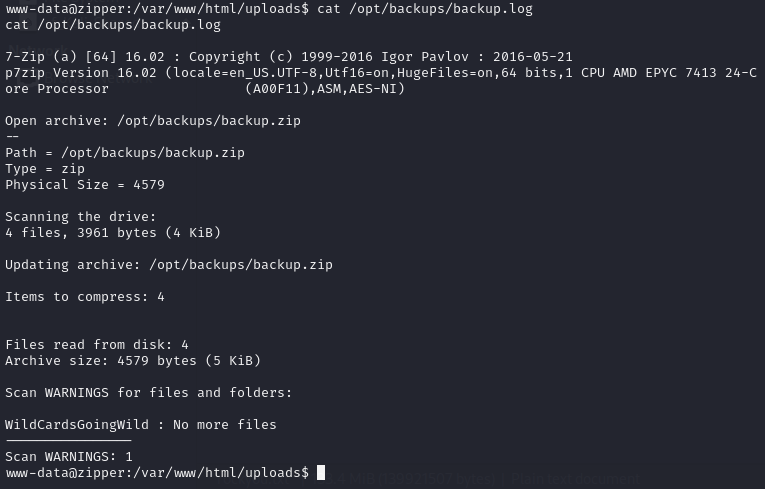 www-data@zipper:/var/www/html/uploads$ cat /opt/backups/backup.log
cat /opt/backups/backup.log
7-Zip (a) [64] 16.02 : Copyright (c) 1999-2016 Igor Pavlov : 2016-05-21
p7zip Version 16.02 (locale=en_US.UTF-8,Utf16=on,HugeFiles=on,64 bits,1 CPU AMD EPYC 7413 24-C
ore Processor                 (A00F11),ASM,AES-NI)
Open archive: /opt/backups/backup.zip
--
Path = /opt/backups/backup.zip
Type = zip
Physical Size = 4579
Scanning the drive:
4 files, 3961 bytes (4 KiB)
Updating archive: /opt/backups/backup.zip
Items to compress: 4
Files read from disk: 4
Archive size: 4579 bytes (5 KiB)
Scan WARNINGS for files and folders:
WildCardsGoingWild : No more files
----------------
Scan WARNINGS: 1
www-data@zipper:/var/www/html/uploads$